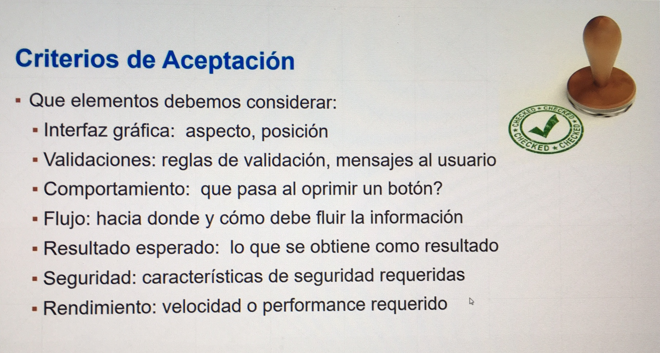 Criterios de Aceptación
▪ Que elementos debemos considerar:
▪ Interfaz gráfica: aspecto, posición
▪ Validaciones: reglas de validación, mensajes al usuario
▪ Comportamiento: que pasa al oprimir un botón?
▪ Flujo: hacia donde y cómo debe fluir la información
▪ Resultado esperado: lo que se obtiene como resultado
▪ Seguridad: características de seguridad requeridas
▪ Rendimiento: velocidad o performance requerido
CHECKED ★ CHECKED ★ CHECKED ★ CHECKED